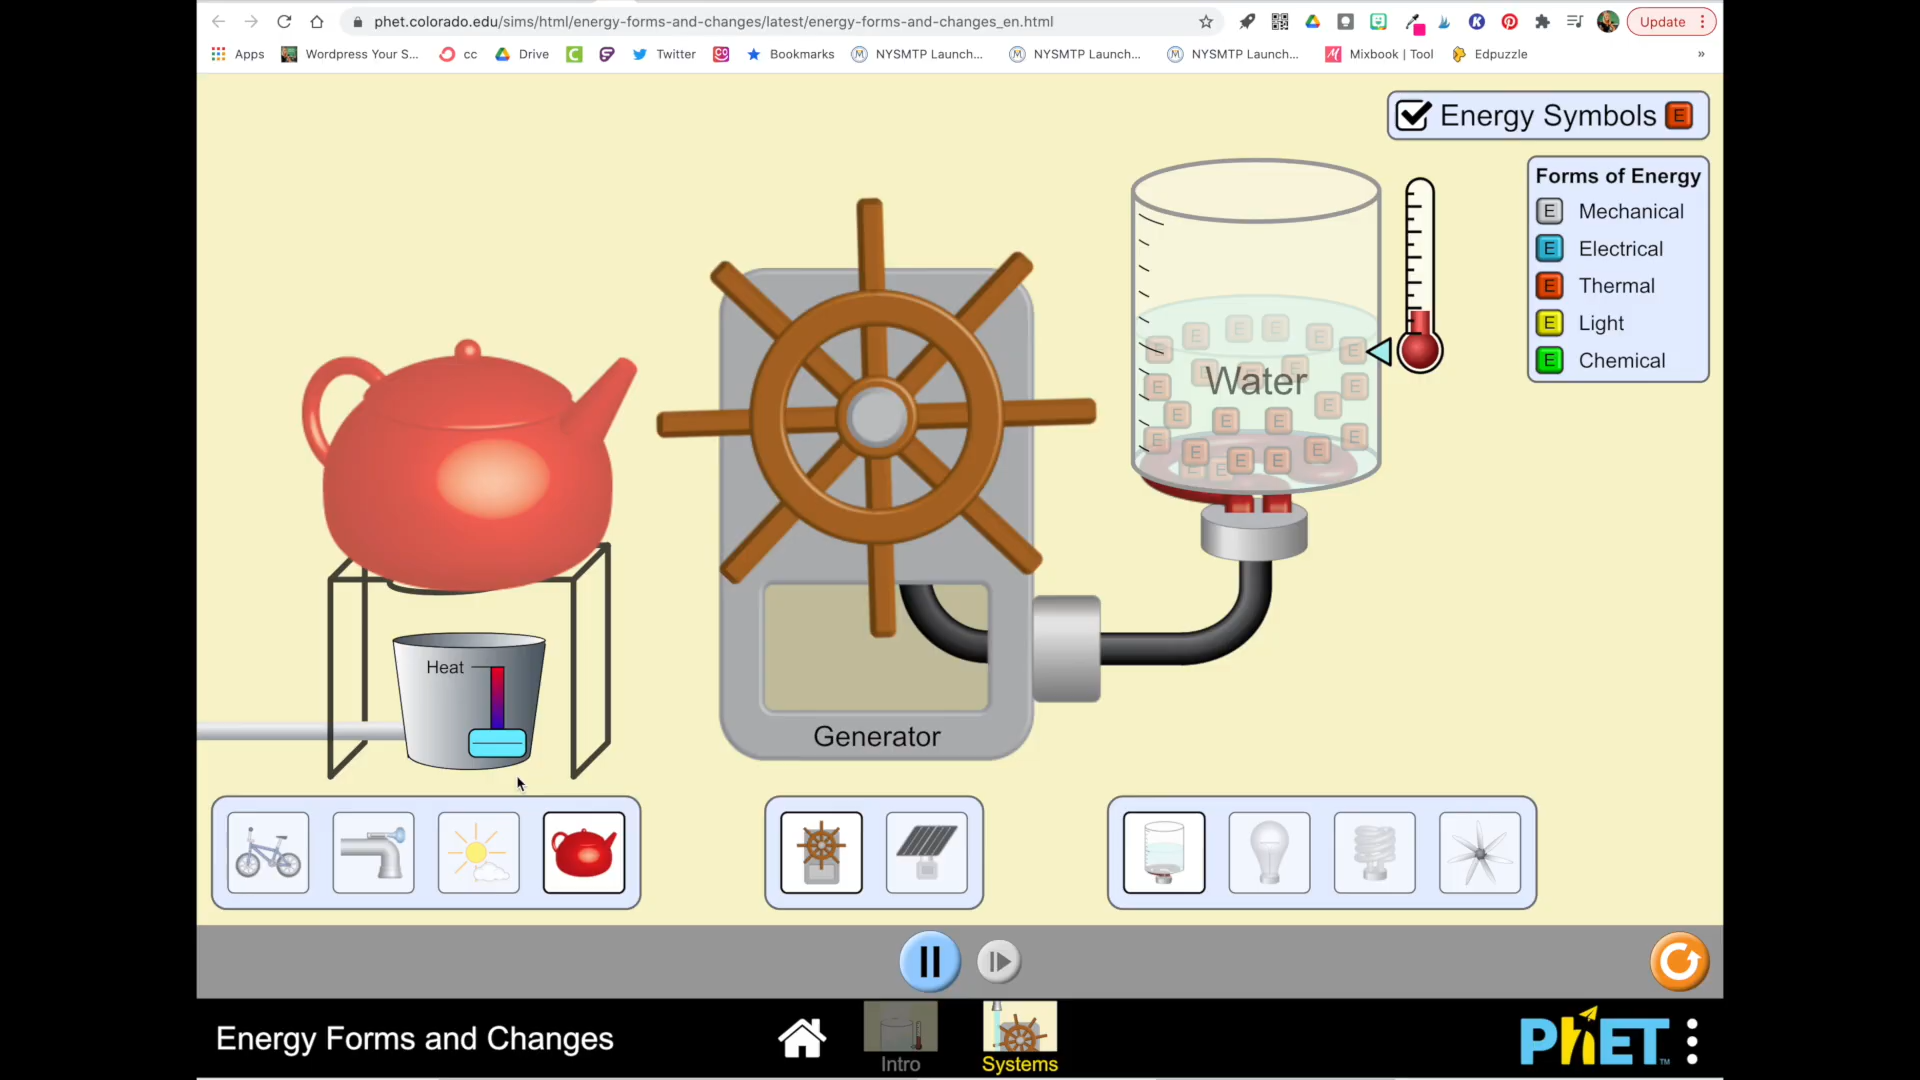 phet.colorado.edu/sims/html/energy-forms-and-changes/latest/energy-forms-and-changes_en.html
Update
Apps
Wordpress Your S...
cc
Drive
Twitter
Bookmarks
NYSMTP Launch...
NYSMTP Launch...
NYSMTP Launch...
Mixbook | Tool
Edpuzzle
»
Energy Symbols E
Forms of Energy
E Mechanical
E Electrical
E Thermal
E Light
E Chemical
Water
Heat
Generator
Energy Forms and Changes
Intro
Systems
PhET